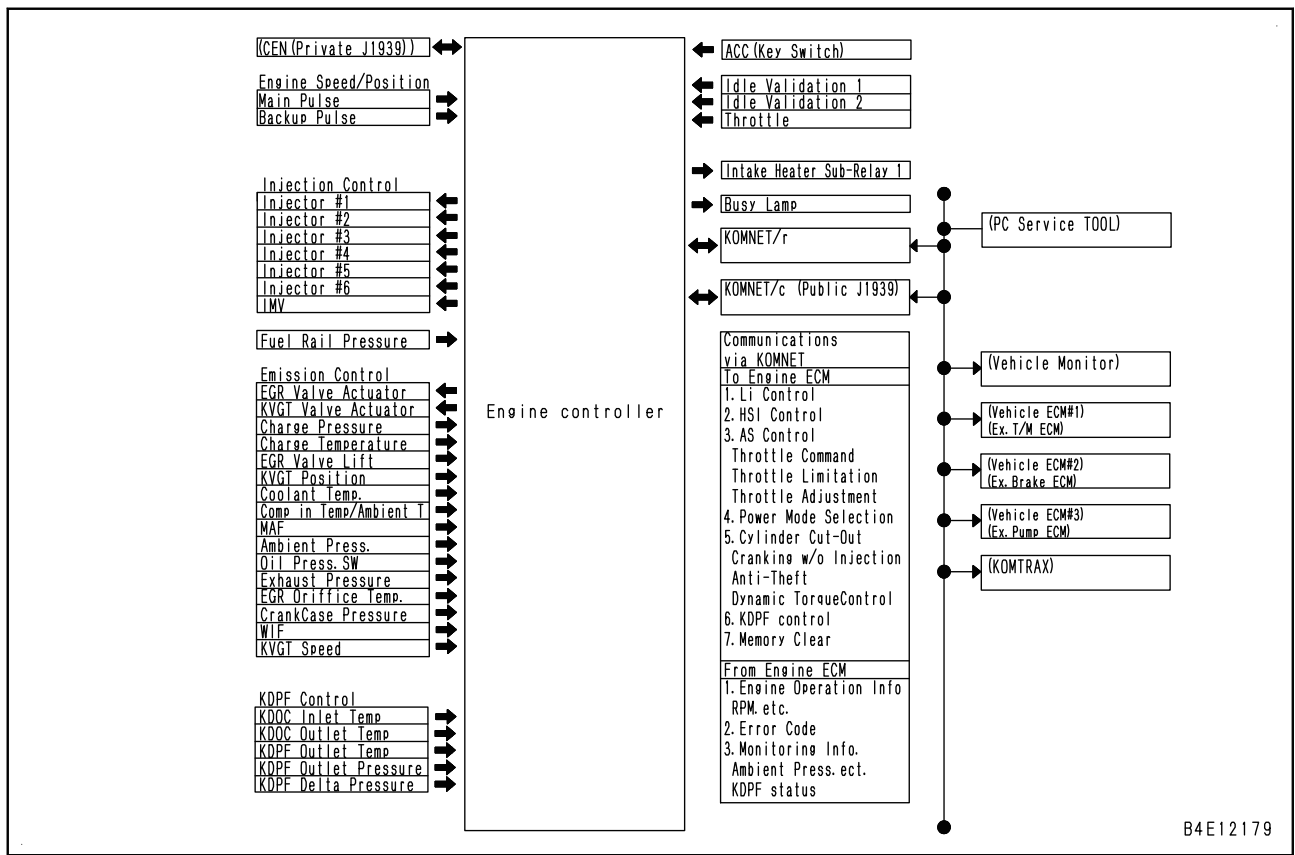 (CEN(Private J1939))
Engine Speed/Position
Main Pulse
Backup Pulse
Injection Control
Injector #1
Injector #2
Injector #3
Injector #4
Injector #5
Injector #6
IMV
Fuel Rail Pressure
Emission Control
EGR Valve Actuator
KVGT Valve Actuator
Charge Pressure
Charge Temperature
EGR Valve Lift
KVGT Position
Coolant Temp.
Comp in Temp/Ambient T
MAF
Ambient Press.
Oil Press.SW
Exhaust Pressure
EGR Oriffice Temp.
CrankCase Pressure
WIF
KVGT Speed
KDPF Control
KDOC Inlet Temp
KDOC Outlet Temp
KDPF Outlet Temp
KDPF Outlet Pressure
KDPF Delta Pressure
Engine controller
ACC(Key Switch)
Idle Validation 1
Idle Validation 2
Throttle
Intake Heater Sub-Relay 1
Busy Lamp
KOMNET/r
KOMNET/c (Public J1939)
Communications
via KOMNET
To Engine ECM
1. Li Control
2. HSI Control
3. AS Control
Throttle Command
Throttle Limitation
Throttle Adjustment
4. Power Mode Selection
5. Cylinder Cut-Out
Cranking w/o Injection
Anti-Theft
Dynamic TorqueControl
6. KDPF control
7. Memory Clear
From Engine ECM
1. Engine Operation Info
RPM. etc.
2. Error Code
3. Monitoring Info.
Ambient Press. ect.
KDPF status
(PC Service TOOL)
(Vehicle Monitor)
(Vehicle ECM#1)
(Ex. T/M ECM)
(Vehicle ECM#2)
(Ex. Brake ECM)
(Vehicle ECM#3)
(Ex. Pump ECM)
(KOMTRAX)
B4E12179